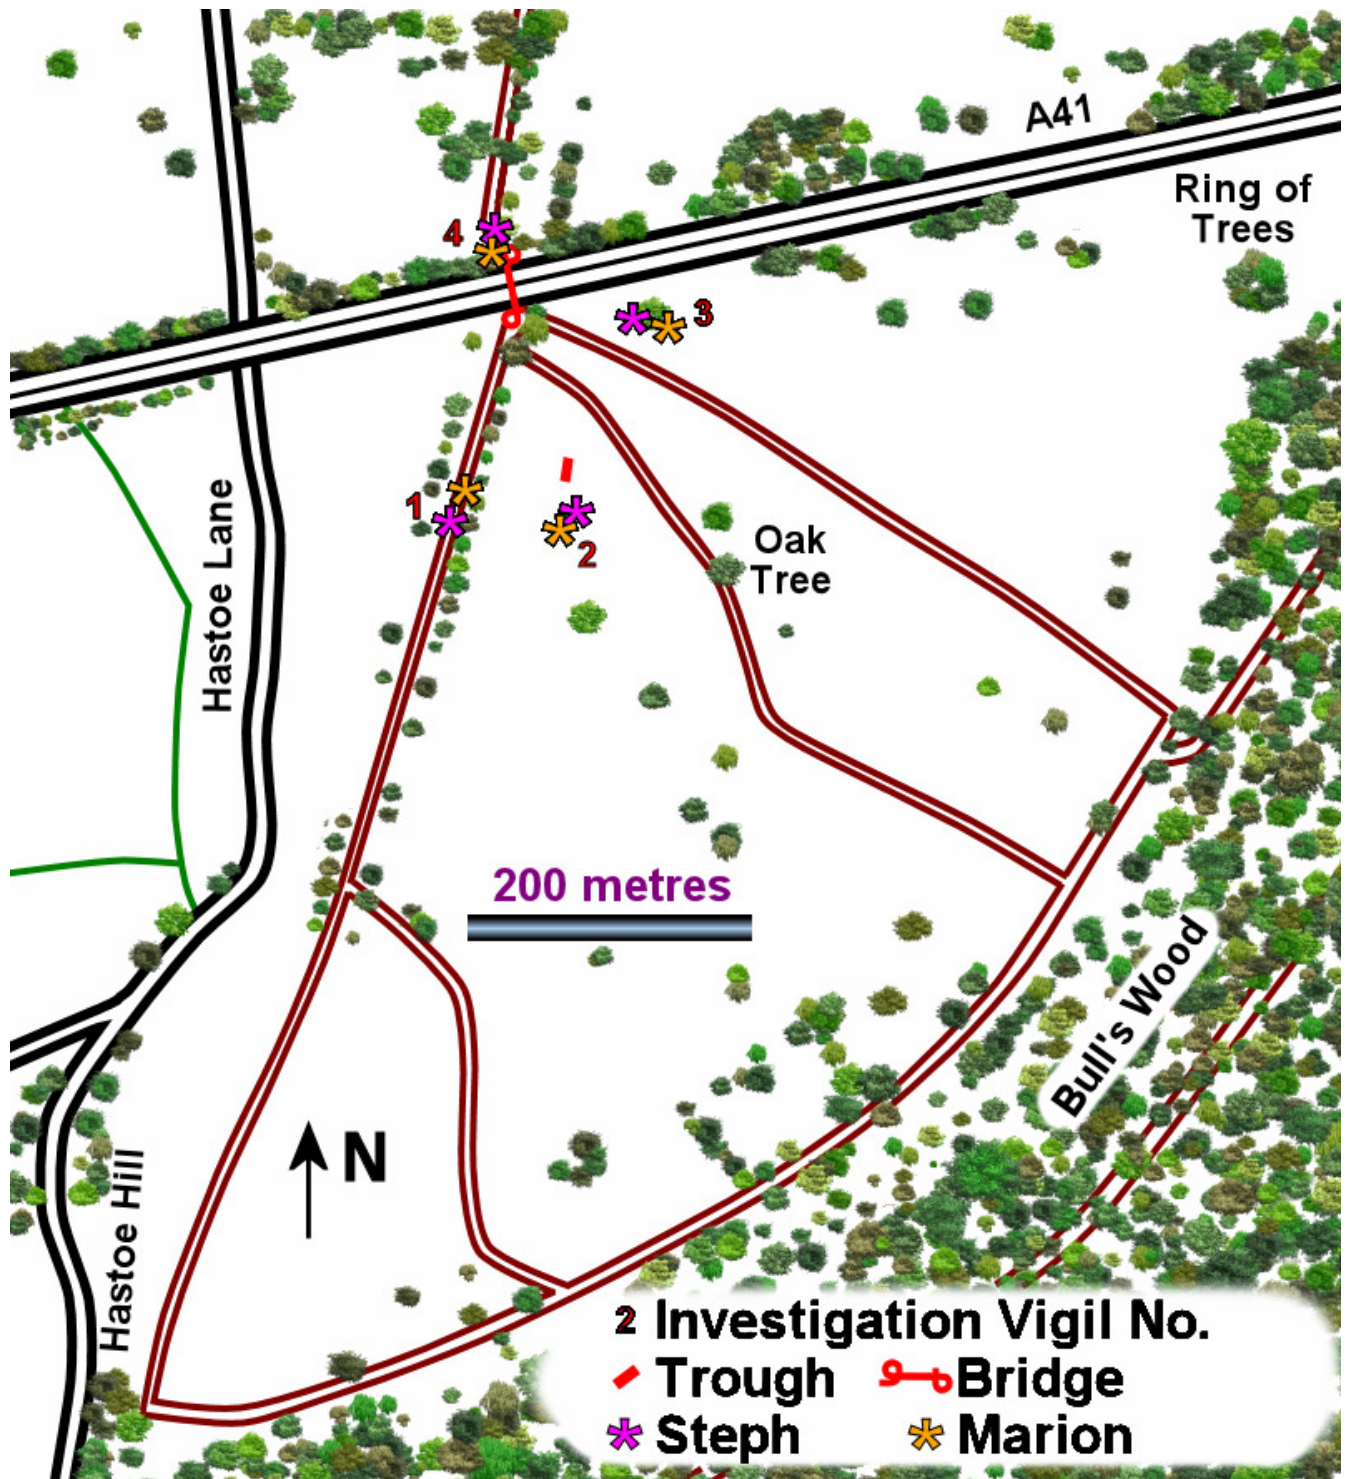 A41
Ring of
Trees
4
3
Hastoe Lane
1
2
Oak
Tree
200 metres
Bull's Wood
N
Hastoe Hill
2 Investigation Vigil No.
Trough Bridge
Steph Marion